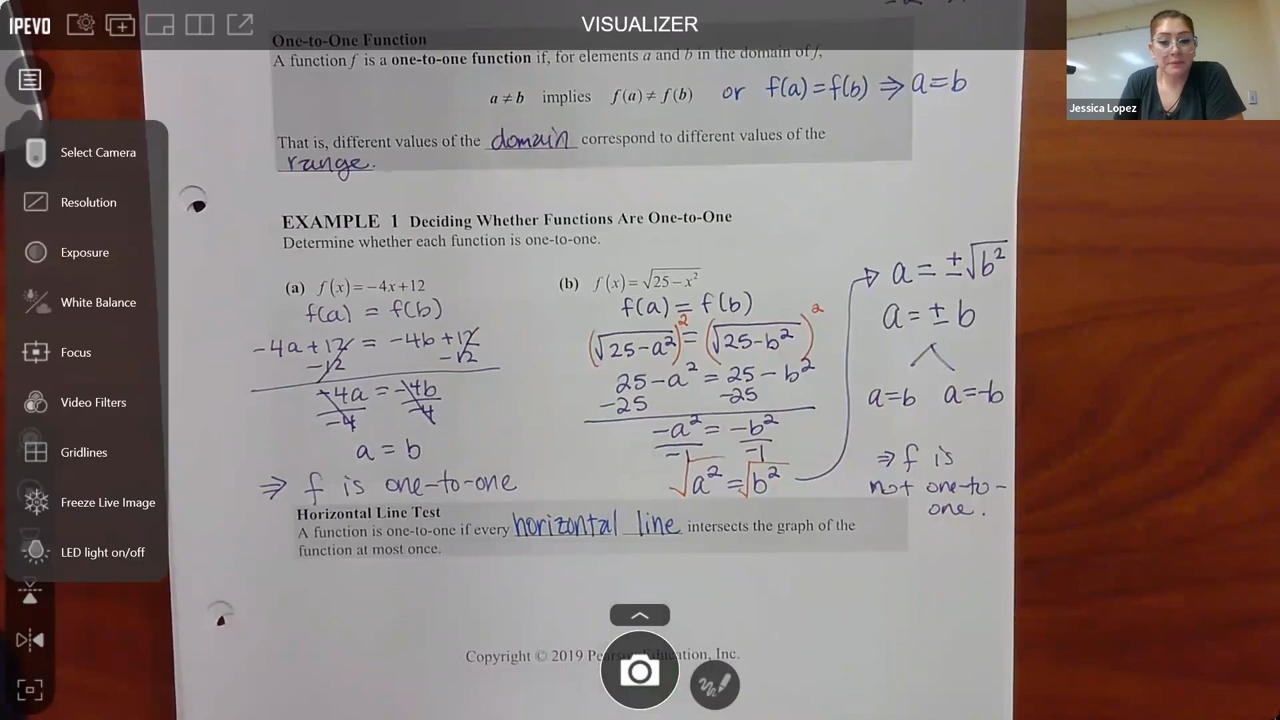 IPEVO
VISUALIZER
Jessica Lopez
Select Camera
Resolution
Exposure
White Balance
Focus
Video Filters
Gridlines
Freeze Live Image
LED light on/off
One-to-One Function
A function f is a one-to-one function if, for elements a and b in the domain of f,
a ≠ b implies f(a) ≠ f(b) or f(a) = f(b) ⇒ a = b
That is, different values of the domain correspond to different values of the
range.
EXAMPLE 1 Deciding Whether Functions Are One-to-One
Determine whether each function is one-to-one.
(a) f(x) = −4x + 12
f(a) = f(b)
-4a + 12 = -4b + 12
-12 -12
-4a = -4b
-4 -4
a = b
⇒ f is one-to-one
(b) f(x) = √25 − x²
f(a) = f(b)
(√25 - a²)² = (√25 - b²)²
25 - a² = 25 - b²
-25 -25
-a² = -b²
-1 -1
√a² = √b²
a = ±√b²
a = ± b
a = b a = -b
⇒ f is
not one-to-
one.
Horizontal Line Test
A function is one-to-one if every horizontal line intersects the graph of the
function at most once.
Copyright © 2019 Pearson Education, Inc.